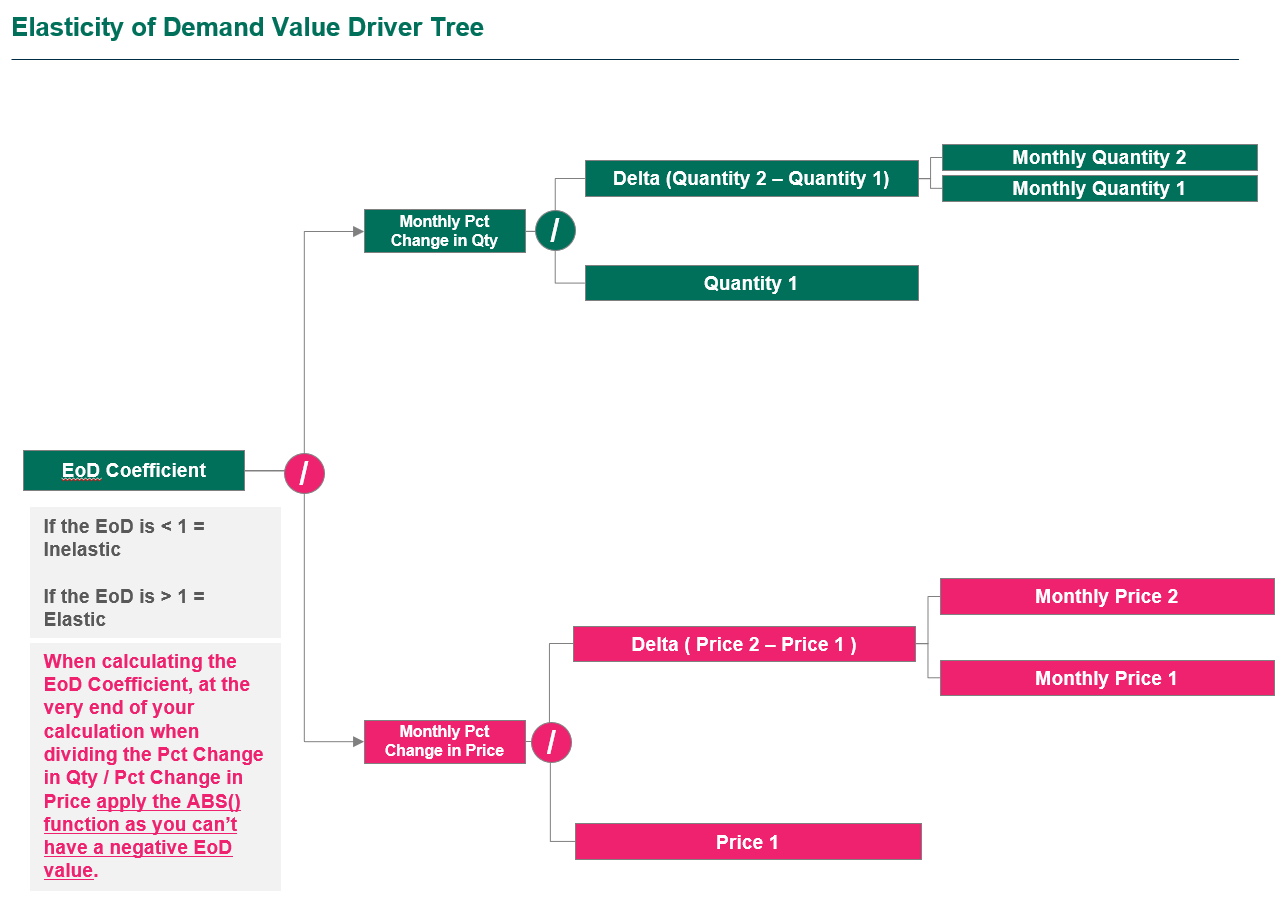 Elasticity of Demand Value Driver Tree
Monthly Quantity 2
Delta (Quantity 2 – Quantity 1)
Monthly Quantity 1
Monthly Pct
Change in Qty
/
Quantity 1
EoD Coefficient
/
If the EoD is < 1 =
Inelastic
If the EoD is > 1 =
Elastic
When calculating the
EoD Coefficient, at the
very end of your
calculation when
dividing the Pct Change
in Qty / Pct Change in
Price apply the ABS()
function as you can’t
have a negative EoD
value.
Monthly Price 2
Delta ( Price 2 – Price 1 )
Monthly Price 1
Monthly Pct
Change in Price
/
Price 1